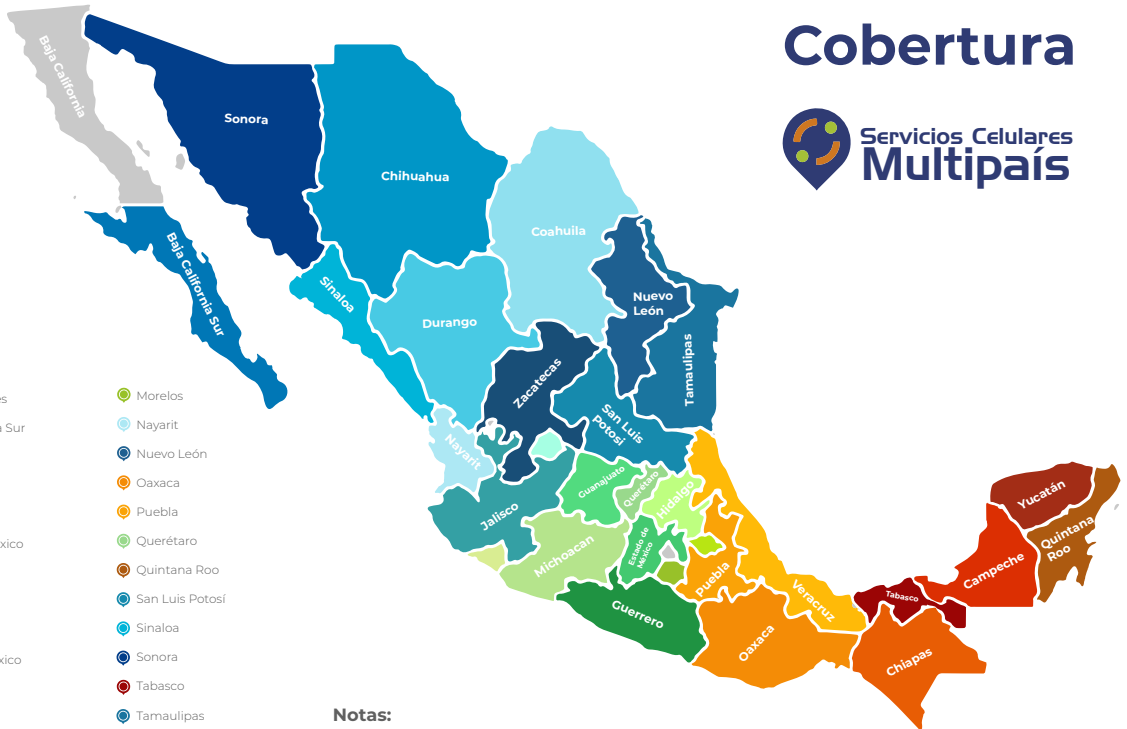 Cobertura
Servicios Celulares
Multipaís
Baja California
Sonora
Chihuahua
Coahuila
Baja California Sur
Sinaloa
Durango
Nuevo
León
Tamaulipas
Zacatecas
San Luis
Potosí
Nayarit
Jalisco
Guanajuato
Querétaro
Hidalgo
Michoacan
Estado de
México
Puebla
Veracruz
Guerrero
Oaxaca
Tabasco
Chiapas
Campeche
Yucatán
Quintana
Roo
Sur
Morelos
Nayarit
Nuevo León
Oaxaca
Puebla
Querétaro
Quintana Roo
San Luis Potosí
Sinaloa
Sonora
Tabasco
Tamaulipas
Notas: